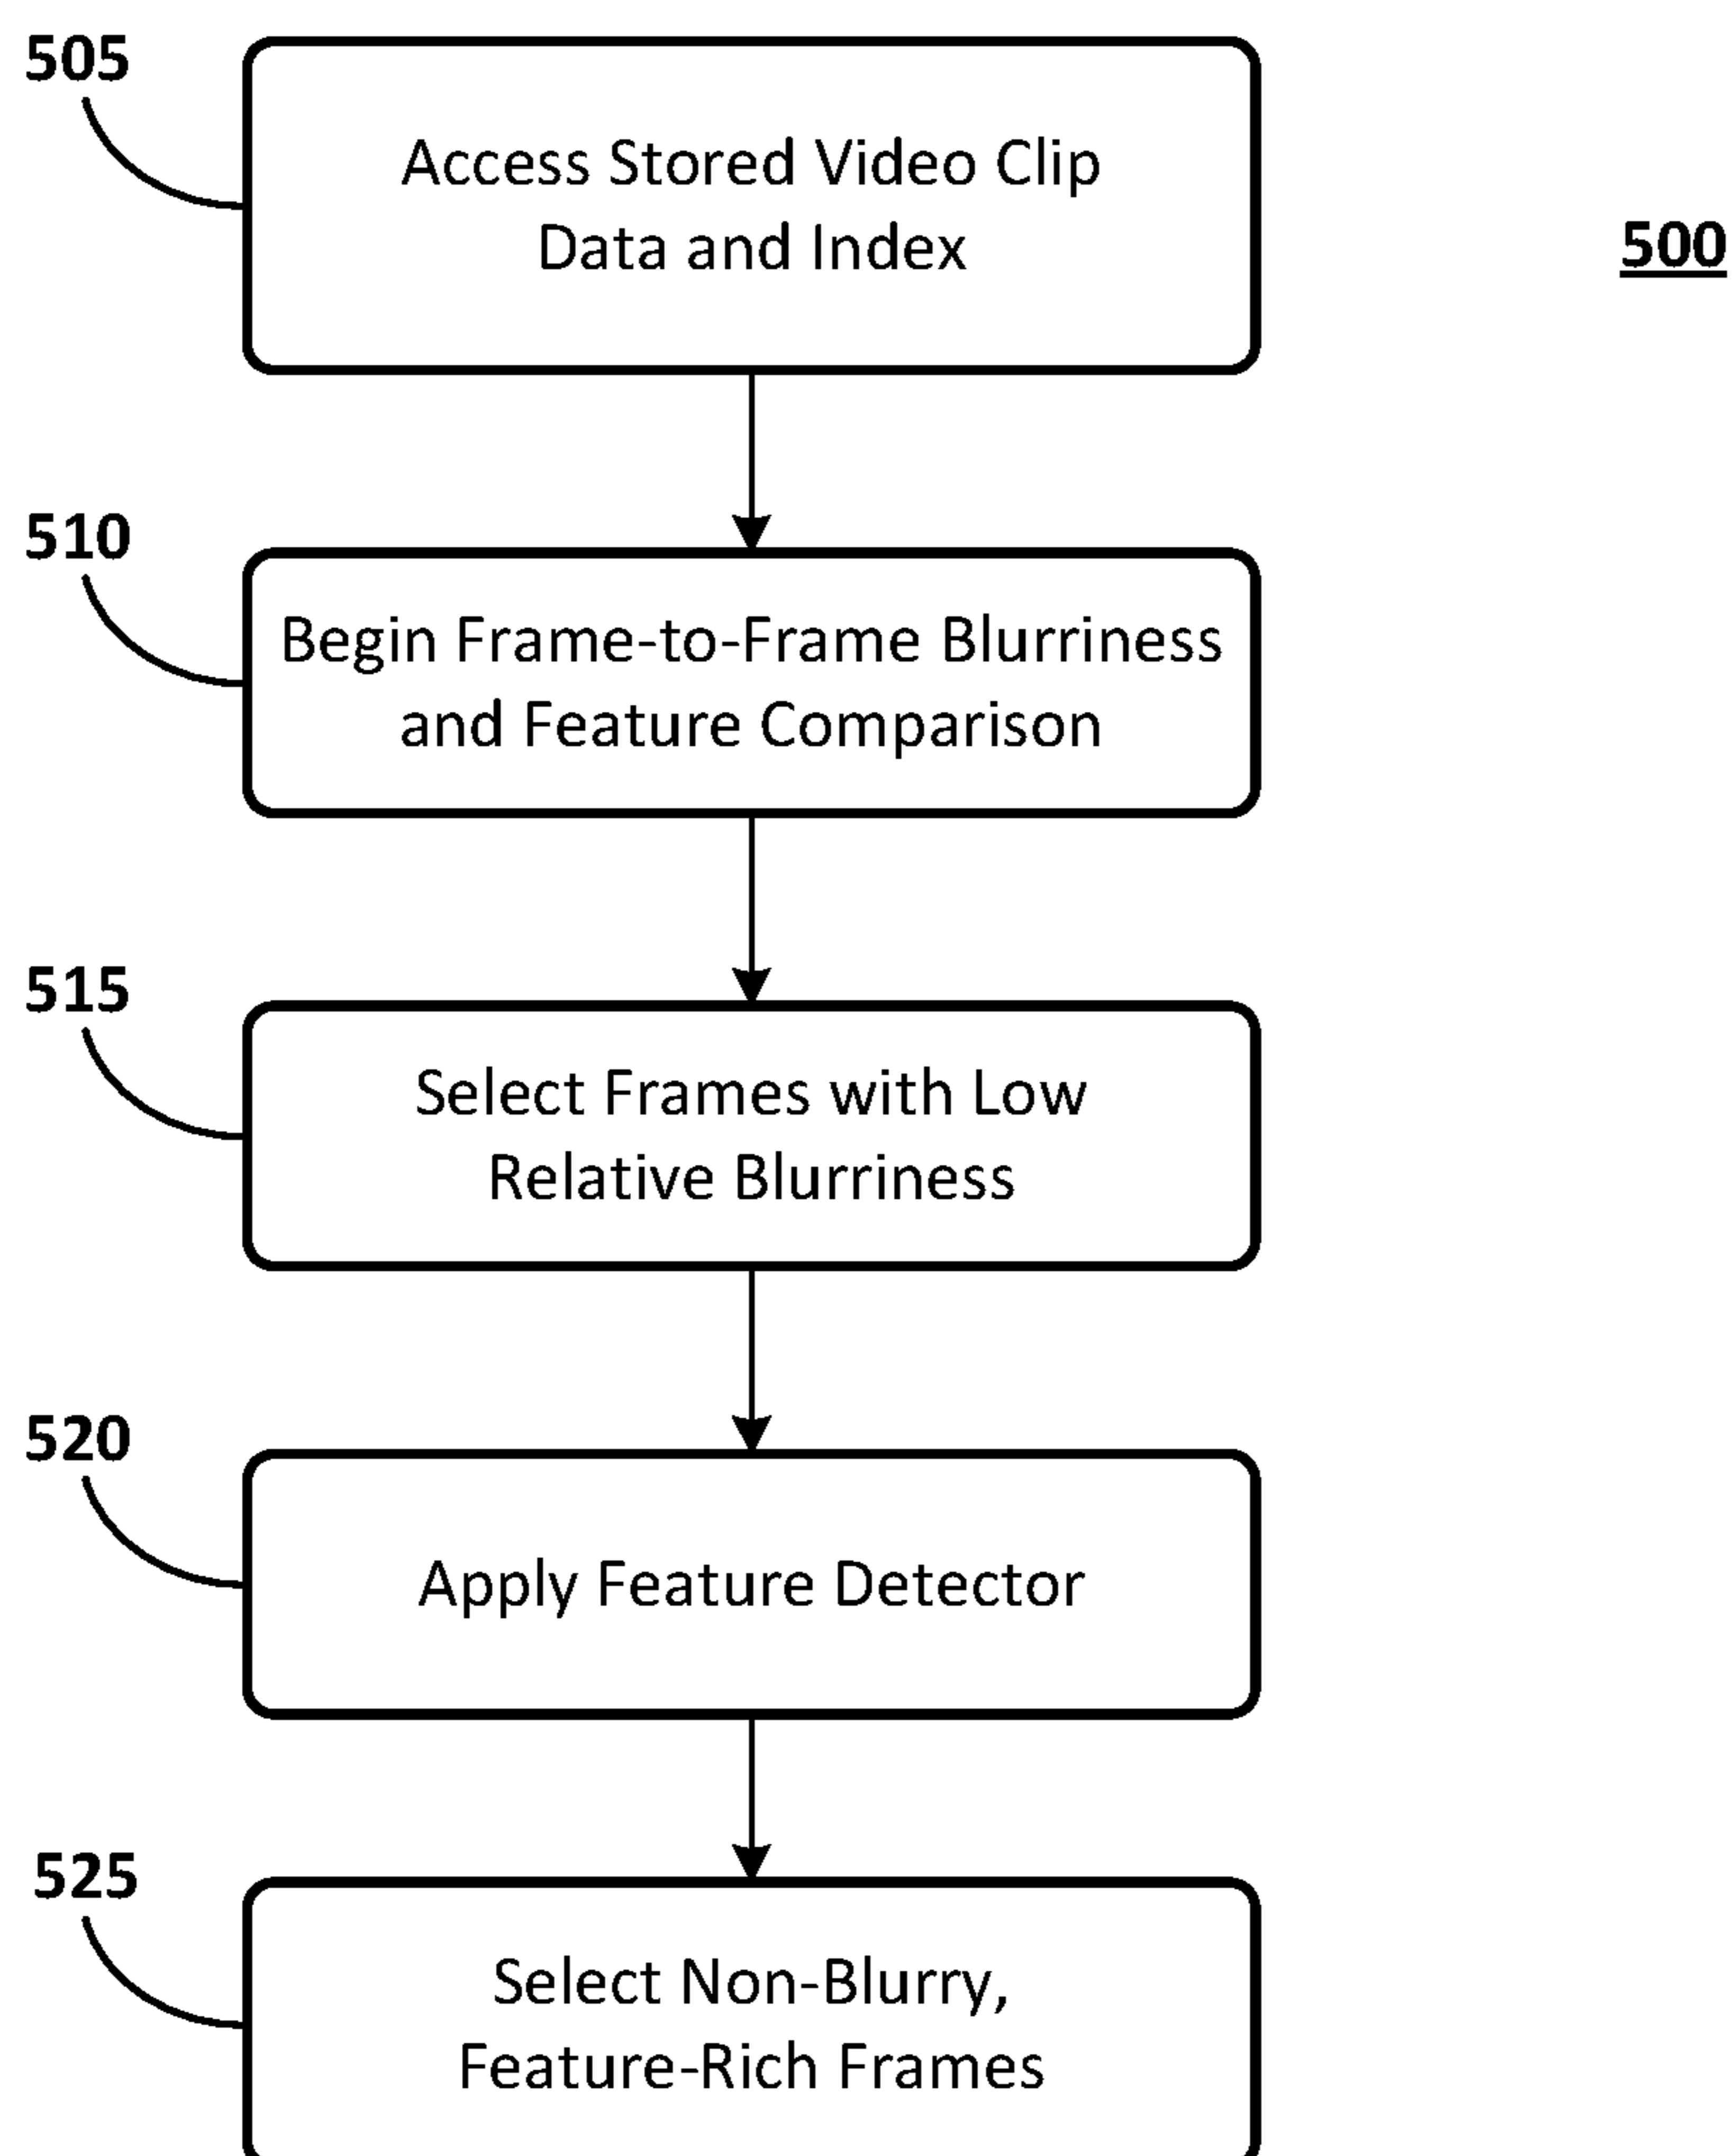 505
Access Stored Video Clip
Data and Index
500
510
Begin Frame-to-Frame Blurriness
and Feature Comparison
515
Select Frames with Low
Relative Blurriness
520
Apply Feature Detector
525
Select Non-Blurry,
Feature-Rich Frames